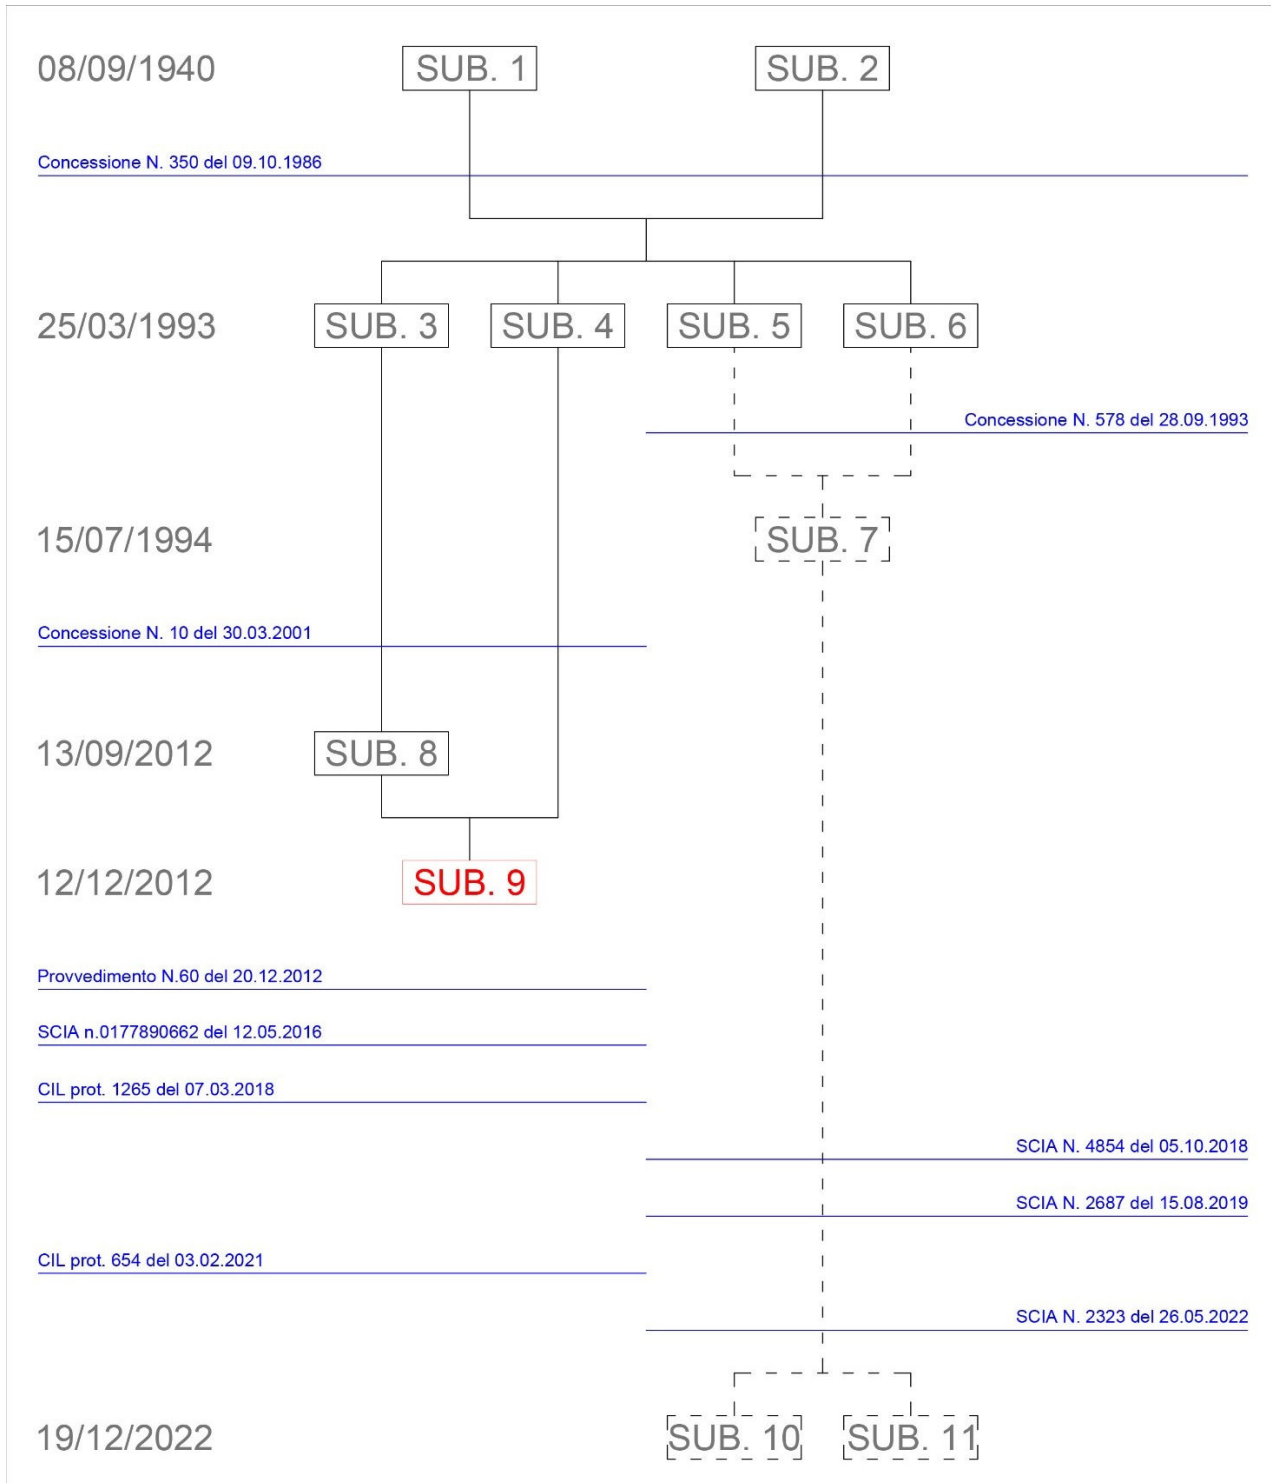 08/09/1940 SUB. 1 SUB. 2
Concessione N. 350 del 09.10.1986
25/03/1993 SUB. 3 SUB. 4 SUB. 5 SUB. 6
Concessione N. 578 del 28.09.1993
15/07/1994 SUB. 7
Concessione N. 10 del 30.03.2001
13/09/2012 SUB. 8
12/12/2012 SUB. 9
Provvedimento N.60 del 20.12.2012
SCIA n.0177890662 del 12.05.2016
CIL prot. 1265 del 07.03.2018
SCIA N. 4854 del 05.10.2018
SCIA N. 2687 del 15.08.2019
CIL prot. 654 del 03.02.2021
SCIA N. 2323 del 26.05.2022
19/12/2022 SUB. 10 SUB. 11